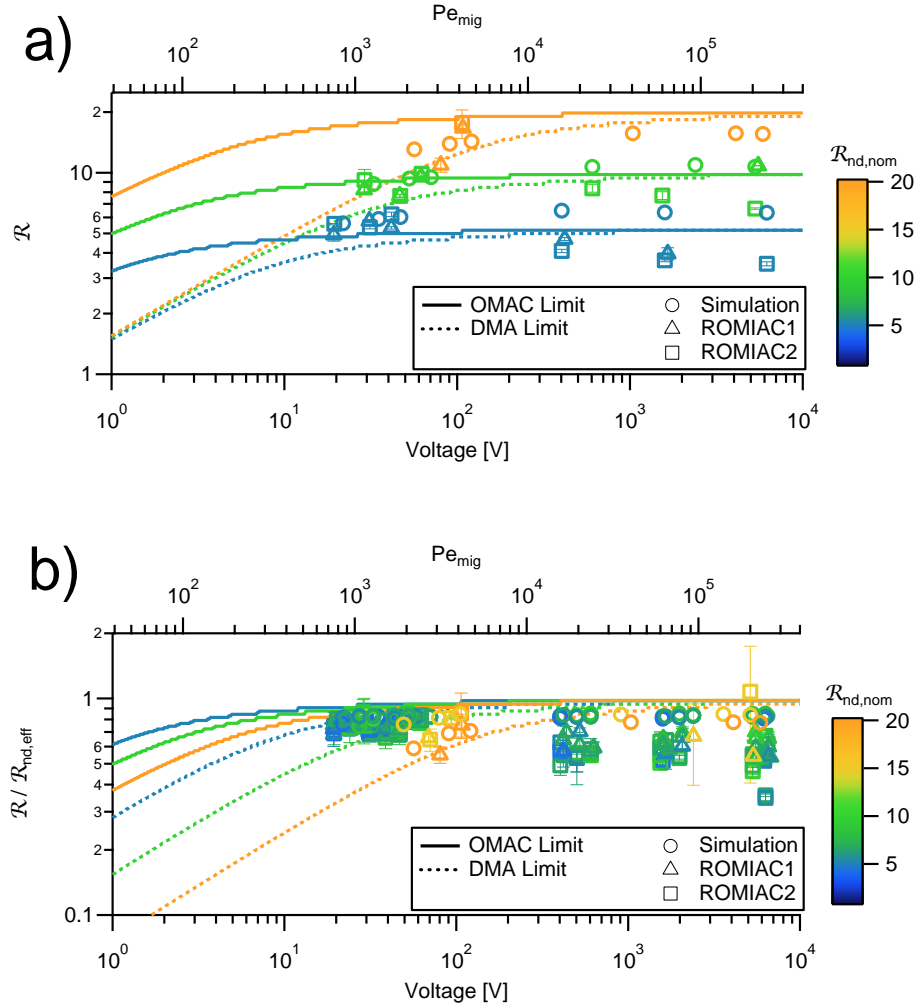 a)
Pe_mig
10^2 10^3 10^4 10^5
2
10
6
5
4
3
2
1
ℛ
10^0 10^1 10^2 10^3 10^4
Voltage [V]
OMAC Limit
DMA Limit
Simulation
ROMIAC1
ROMIAC2
ℛ_nd,nom
20
15
10
5
b)
Pe_mig
10^2 10^3 10^4 10^5
2
1
8
6
4
2
0.1
ℛ / ℛ_nd,eff
10^0 10^1 10^2 10^3 10^4
Voltage [V]
OMAC Limit
DMA Limit
Simulation
ROMIAC1
ROMIAC2
ℛ_nd,nom
20
15
10
5